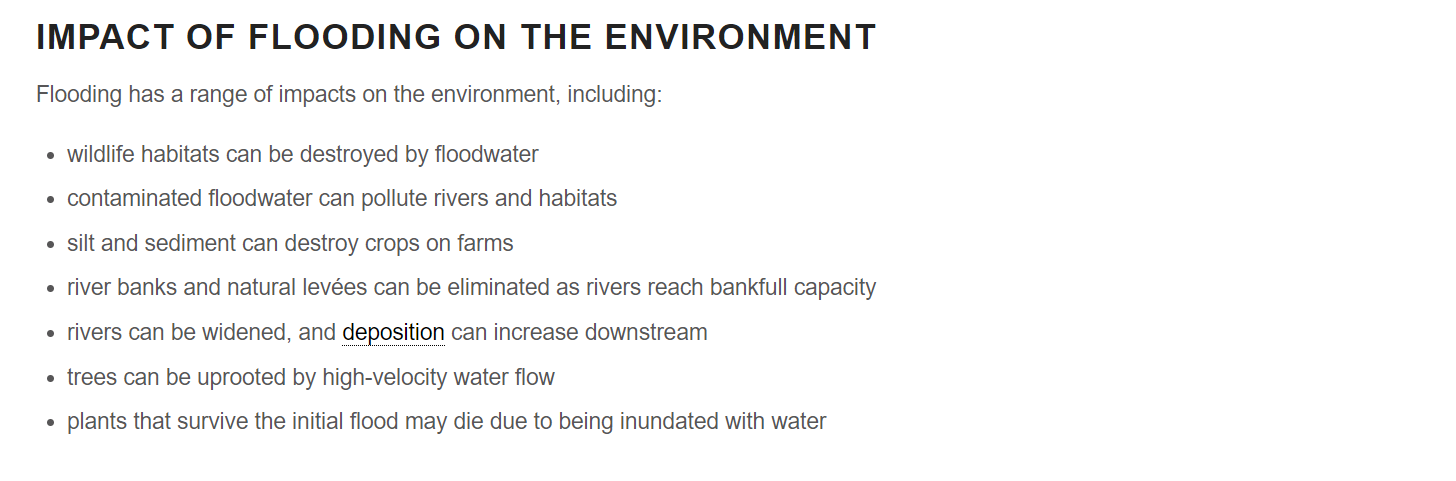 IMPACT OF FLOODING ON THE ENVIRONMENT
Flooding has a range of impacts on the environment, including:
• wildlife habitats can be destroyed by floodwater
• contaminated floodwater can pollute rivers and habitats
• silt and sediment can destroy crops on farms
• river banks and natural levées can be eliminated as rivers reach bankfull capacity
• rivers can be widened, and deposition can increase downstream
• trees can be uprooted by high-velocity water flow
• plants that survive the initial flood may die due to being inundated with water